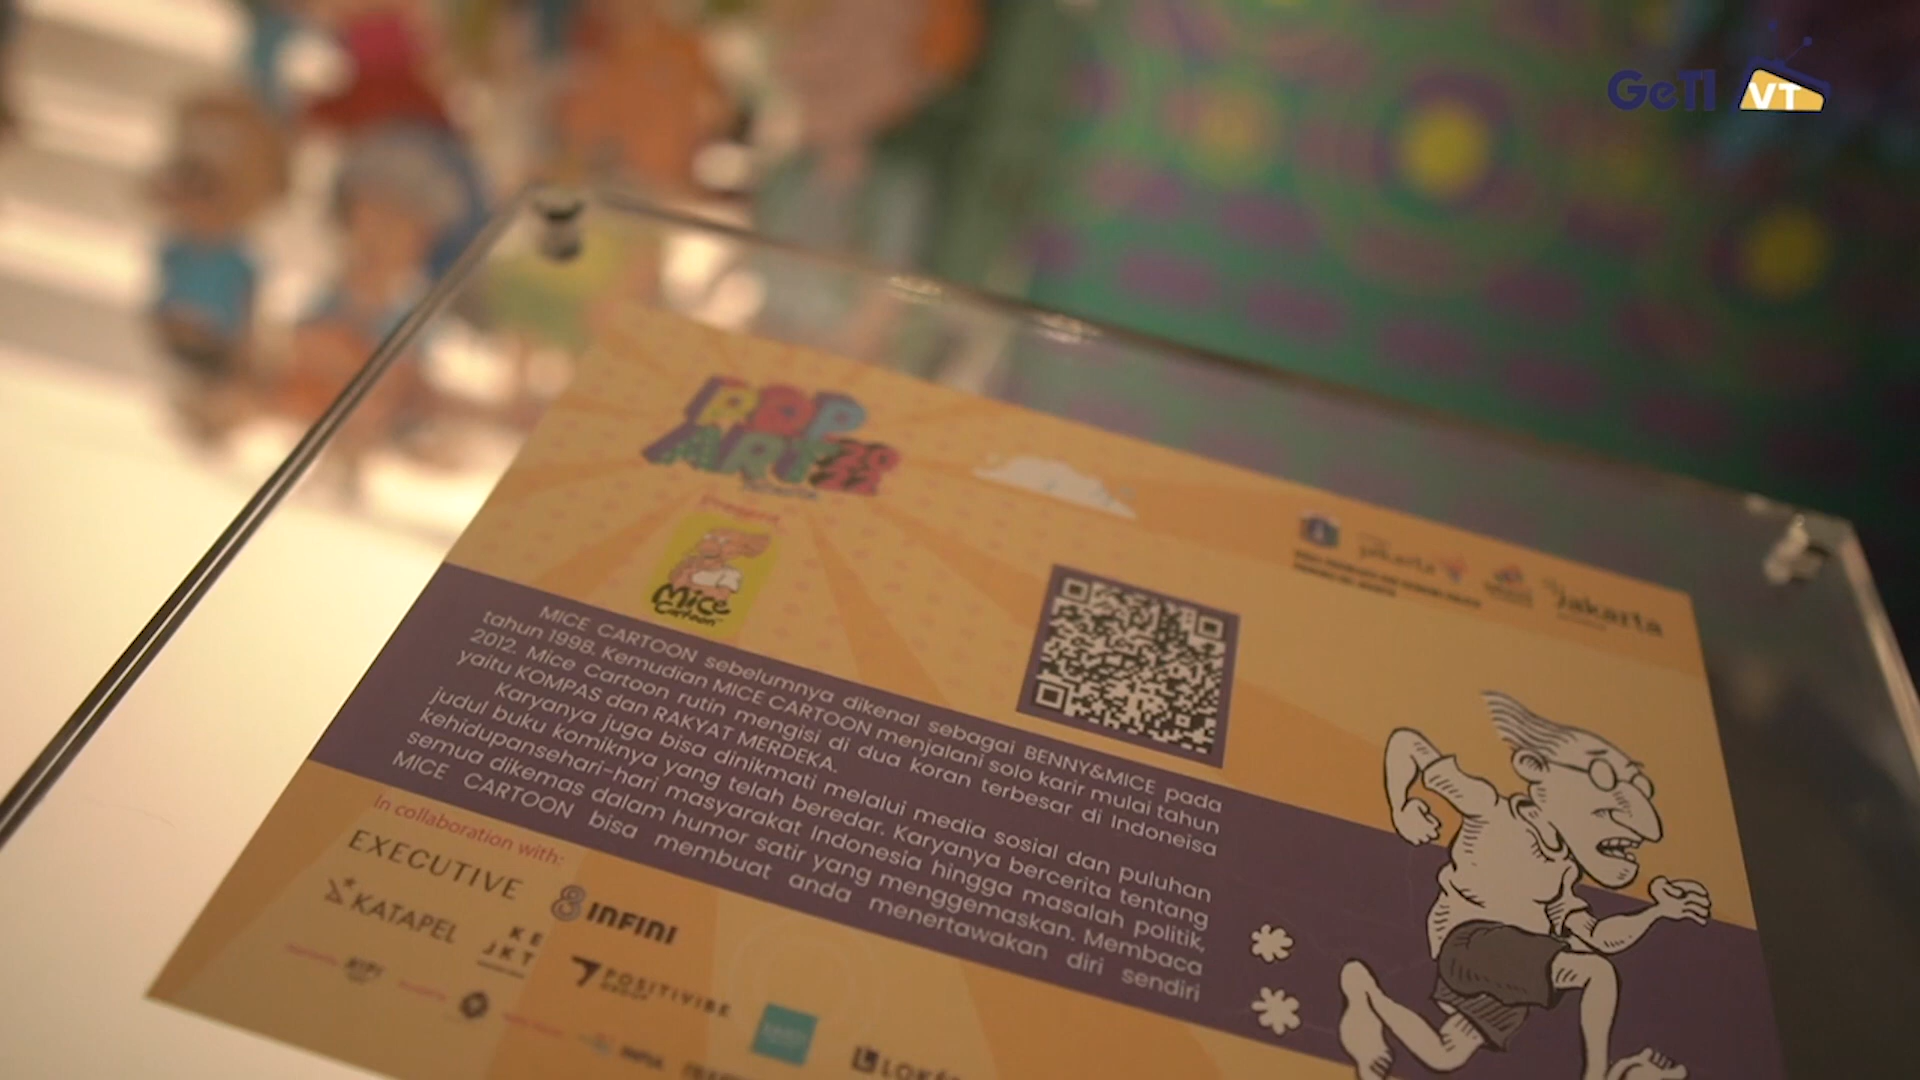 GeTI VT
POP
ART 2022
Mice
Cartoon
Jakarta
MICE CARTOON sebelumnya dikenal sebagai BENNY&MICE pada
tahun 1998. Kemudian MICE CARTOON menjalani solo karir mulai tahun
2012. Mice Cartoon rutin mengisi di dua koran terbesar di Indoneisa
yaitu KOMPAS dan RAKYAT MERDEKA.
Karyanya juga bisa dinikmati melalui media sosial dan puluhan
judul buku komiknya yang telah beredar. Karyanya bercerita tentang
kehidupansehari-hari masyarakat Indonesia hingga masalah politik,
semua dikemas dalam humor satir yang menggemaskan. Membaca
MICE CARTOON bisa membuat anda menertawakan diri sendiri
In collaboration with:
EXECUTIVE
8 INFINI
KATAPEL
KE
JKT
POSITIVIBE